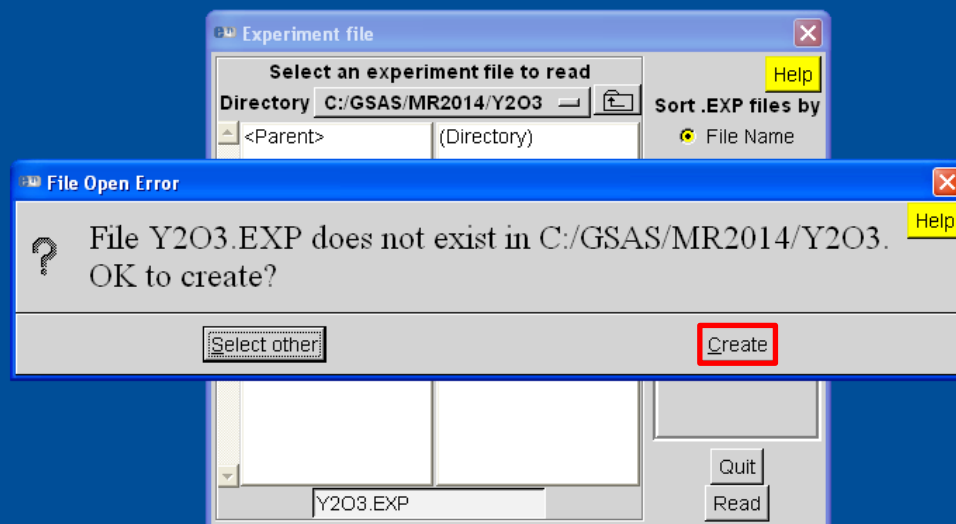 Experiment file
Select an experiment file to read
Help
Directory C:/GSAS/MR2014/Y2O3
Sort .EXP files by
<Parent> (Directory)
File Name
File Open Error
Help
File Y2O3.EXP does not exist in C:/GSAS/MR2014/Y2O3.
OK to create?
Select other Create
Quit
Y2O3.EXP
Read